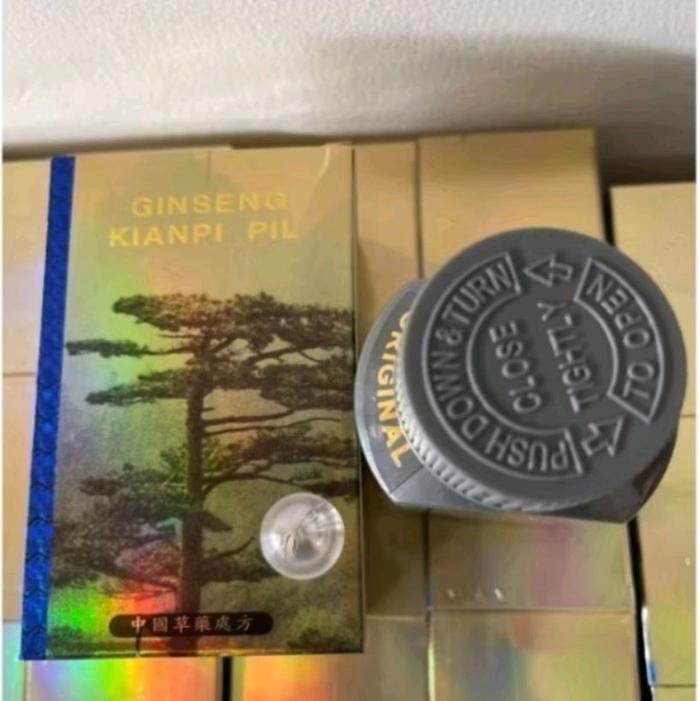 GINSENG
KIANPI PIL
中國草藥處方
ORIGINAL
PUSH DOWN & TURN
TO OPEN
CLOSE
TIGHTLY